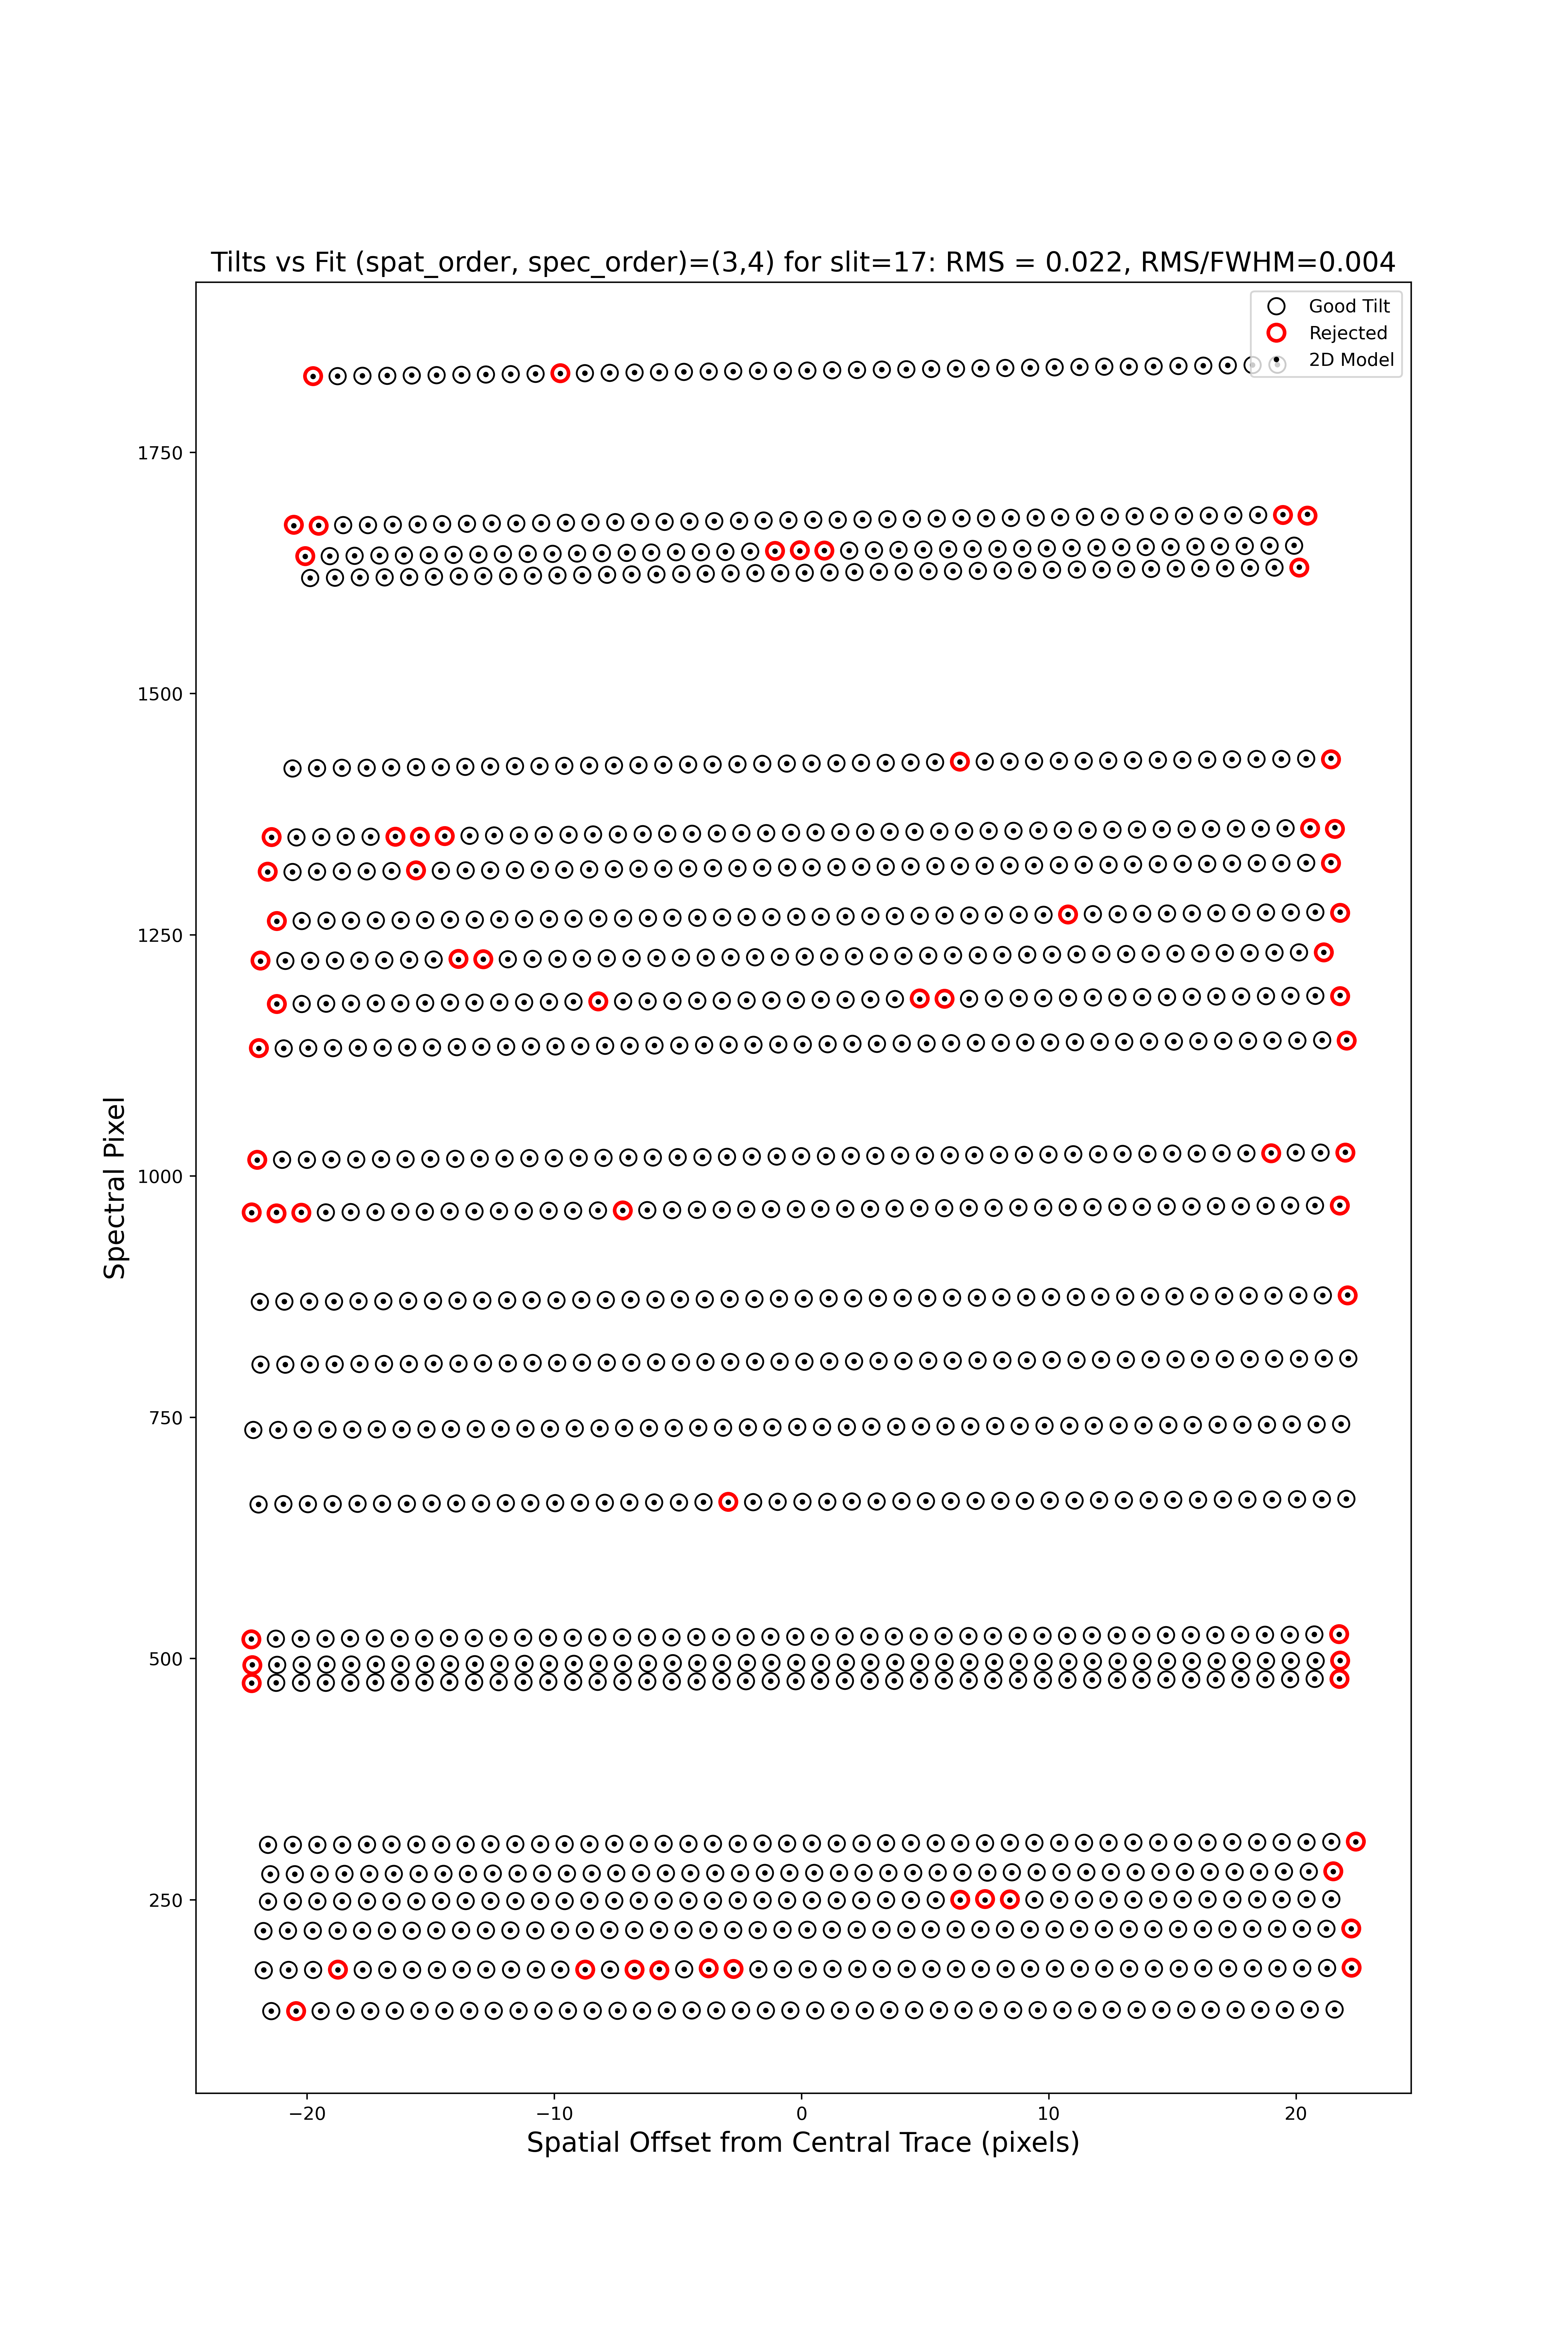 Tilts vs Fit (spat_order, spec_order)=(3,4) for slit=17: RMS = 0.022, RMS/FWHM=0.004
Good Tilt
Rejected
2D Model
1750
1500
1250
1000
750
500
250
Spectral Pixel
−20
−10
0
10
20
Spatial Offset from Central Trace (pixels)